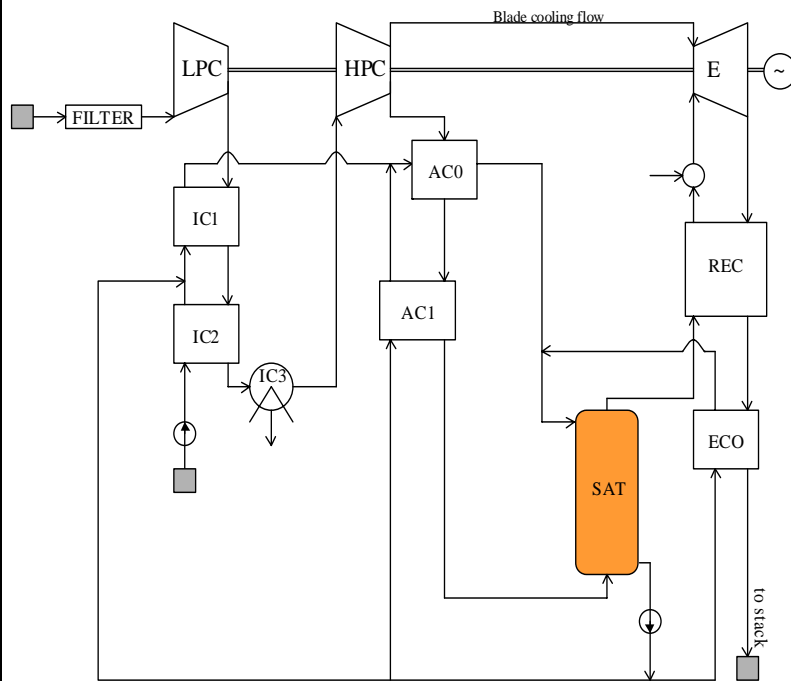 Blade cooling flow
LPC
HPC
E
~
FILTER
AC0
IC1
REC
AC1
IC2
IC3
ECO
SAT
to stack